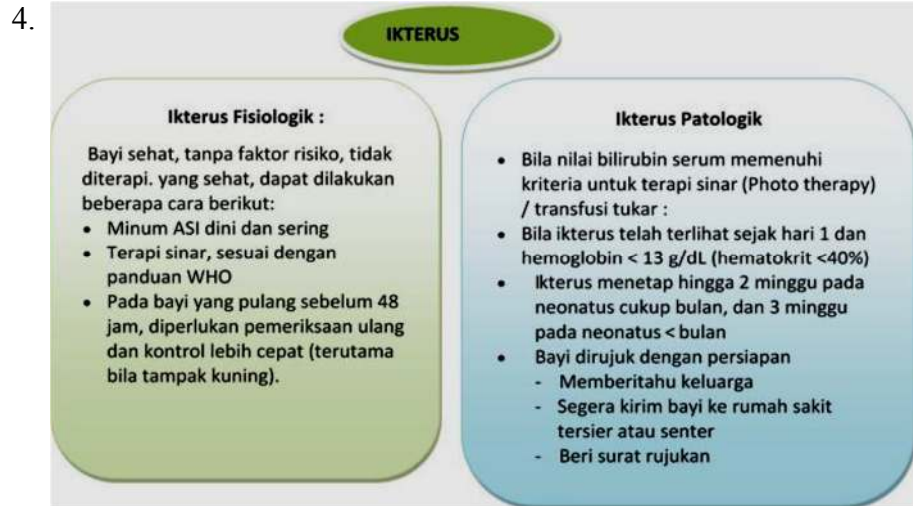 4.
IKTERUS
Ikterus Fisiologik :
Bayi sehat, tanpa faktor risiko, tidak
diterapi. yang sehat, dapat dilakukan
beberapa cara berikut:
• Minum ASI dini dan sering
• Terapi sinar, sesuai dengan
panduan WHO
• Pada bayi yang pulang sebelum 48
jam, diperlukan pemeriksaan ulang
dan kontrol lebih cepat (terutama
bila tampak kuning).
Ikterus Patologik
• Bila nilai bilirubin serum memenuhi
kriteria untuk terapi sinar (Photo therapy)
/ transfusi tukar :
• Bila ikterus telah terlihat sejak hari 1 dan
hemoglobin < 13 g/dL (hematokrit <40%)
• Ikterus menetap hingga 2 minggu pada
neonatus cukup bulan, dan 3 minggu
pada neonatus < bulan
• Bayi dirujuk dengan persiapan
- Memberitahu keluarga
- Segera kirim bayi ke rumah sakit
tersier atau senter
- Beri surat rujukan